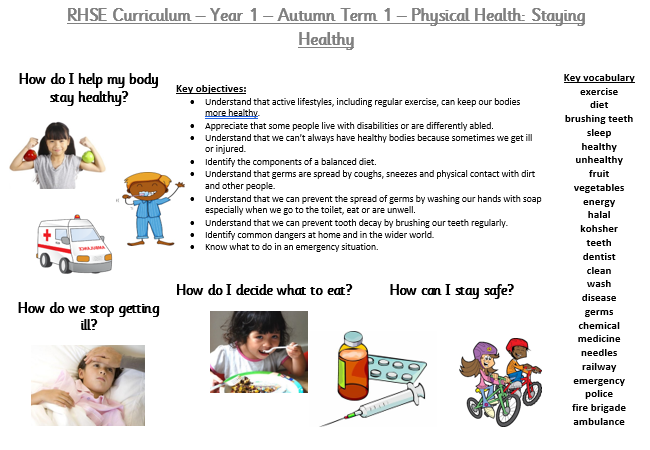 RHSE Curriculum – Year 1 – Autumn Term 1 – Physical Health: Staying
Healthy
How do I help my body
stay healthy?
Key objectives:
• Understand that active lifestyles, including regular exercise, can keep our bodies
more healthy.
• Appreciate that some people live with disabilities or are differently abled.
• Understand that we can't always have healthy bodies because sometimes we get ill
or injured.
• Identify the components of a balanced diet.
• Understand that germs are spread by coughs, sneezes and physical contact with dirt
and other people.
• Understand that we can prevent the spread of germs by washing our hands with soap
especially when we go to the toilet, eat or are unwell.
• Understand that we can prevent tooth decay by brushing our teeth regularly.
• Identify common dangers at home and in the wider world.
• Know what to do in an emergency situation.
Key vocabulary
exercise
diet
brushing teeth
sleep
healthy
unhealthy
fruit
vegetables
energy
halal
kohsher
teeth
dentist
clean
wash
disease
germs
chemical
medicine
needles
railway
emergency
police
fire brigade
ambulance
AMBULANCE
How do we stop getting
ill?
How do I decide what to eat?
How can I stay safe?